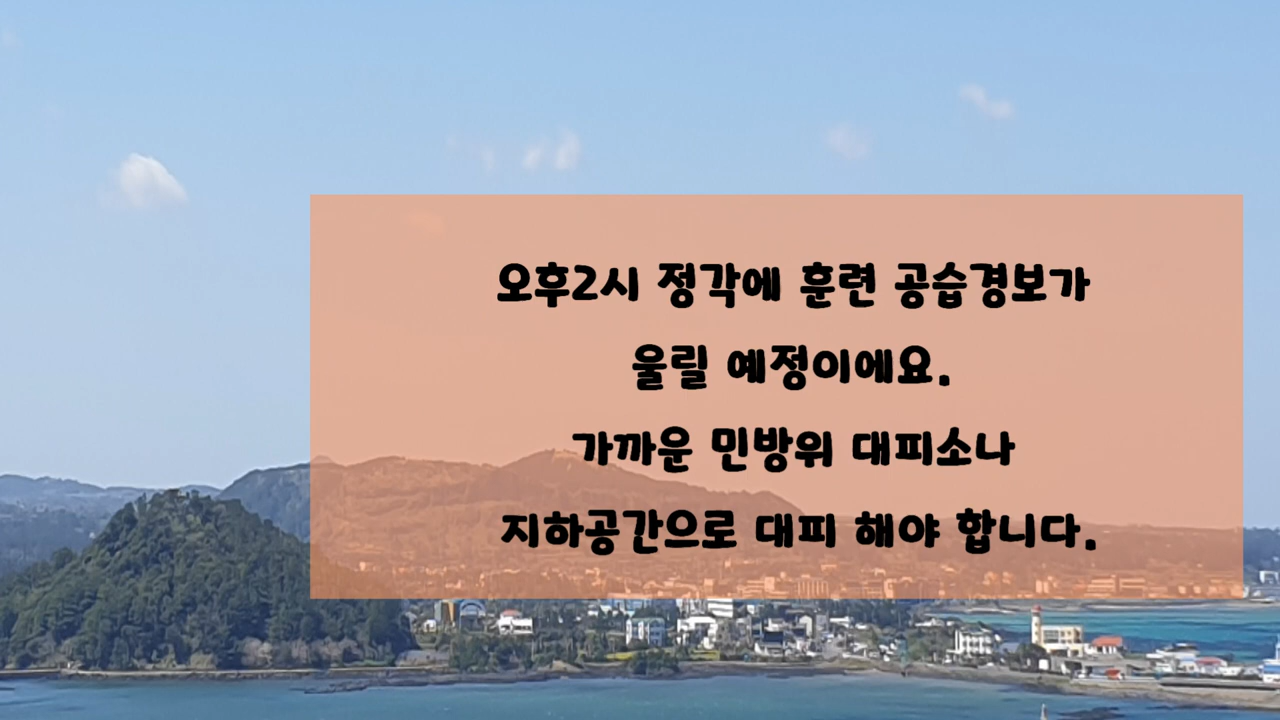 오후2시 정각에 훈련 공습경보가
울릴 예정이에요.
가까운 민방위 대피소나
지하공간으로 대피 해야 합니다.